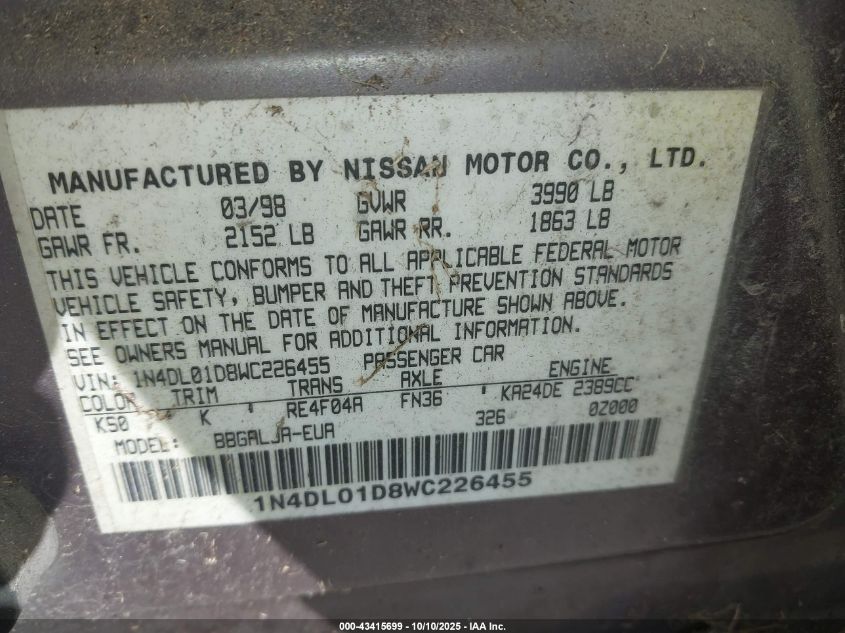 MANUFACTURED BY NISSAN MOTOR CO., LTD.
DATE 03/98 GVWR 3990 LB
GAWR FR. 2152 LB GAWR RR. 1863 LB
THIS VEHICLE CONFORMS TO ALL APPLICABLE FEDERAL MOTOR
VEHICLE SAFETY, BUMPER AND THEFT PREVENTION STANDARDS
IN EFFECT ON THE DATE OF MANUFACTURE SHOWN ABOVE.
SEE OWNERS MANUAL FOR ADDITIONAL INFORMATION.
VIN: 1N4DL01D8WC226455 PASSENGER CAR
COLOR TRIM TRANS AXLE ENGINE
K50 ' K ' RE4F04A FN36 ' KA24DE 2389CC
MODEL: BBGALJA-EUA 326 0Z000
1N4DL01D8WC226455
000-43415699 - 10/10/2025 - IAA Inc.